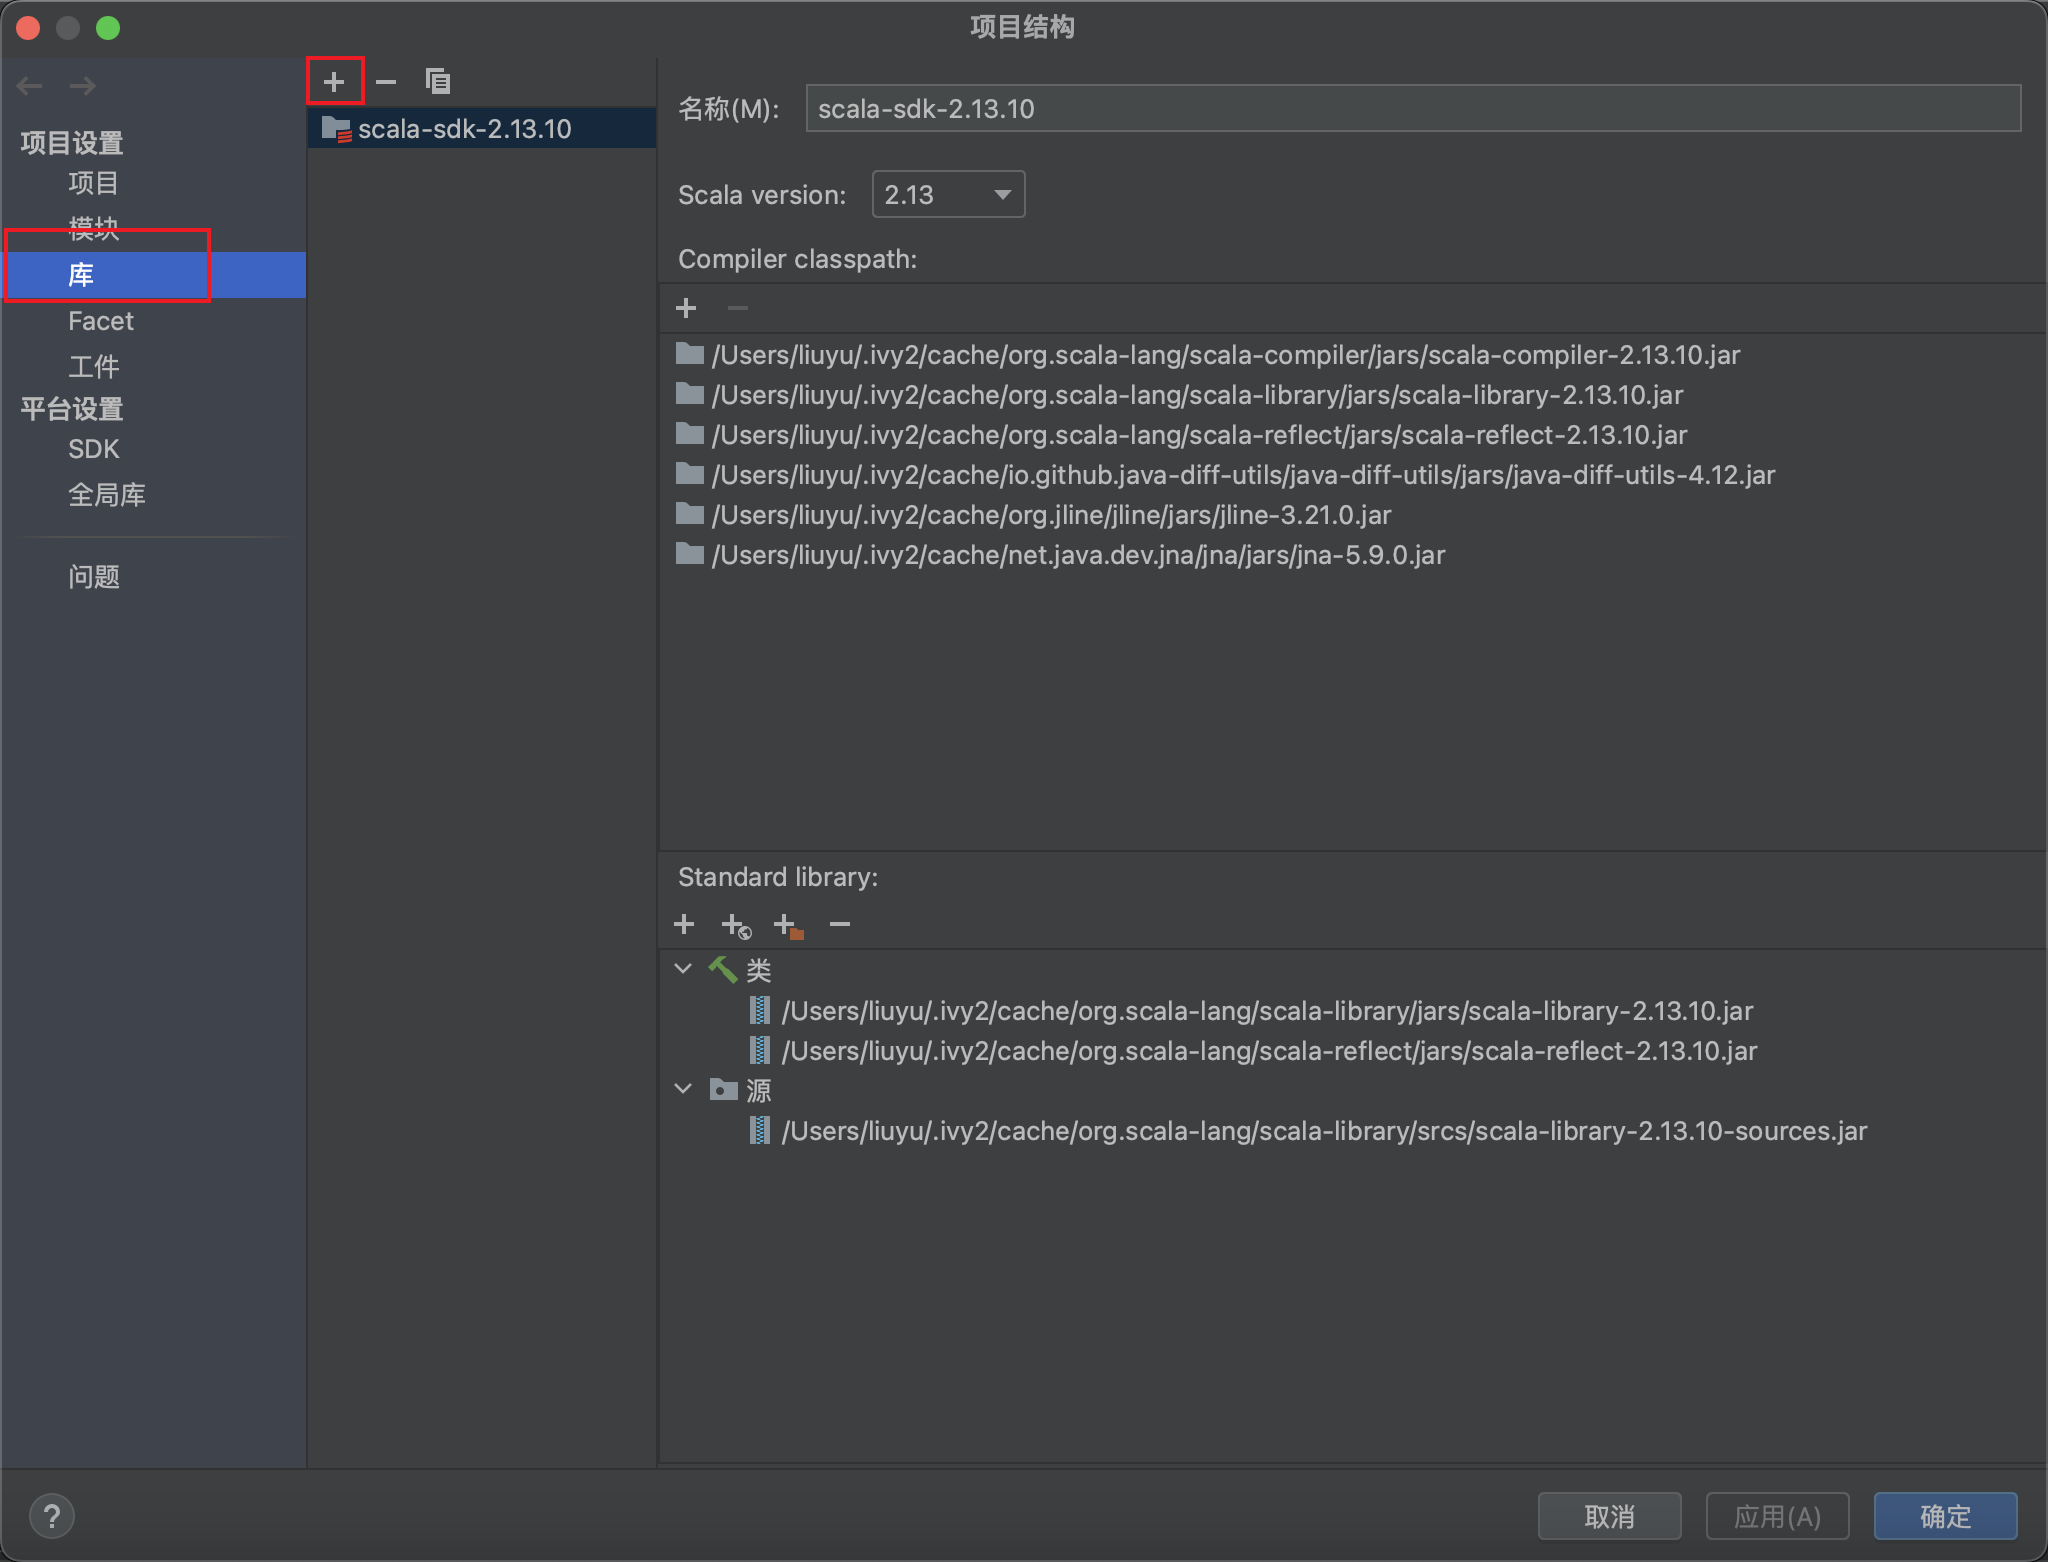 项目结构
项目设置
项目
模块
库
Facet
工件
平台设置
SDK
全局库
问题
scala-sdk-2.13.10
名称(M): scala-sdk-2.13.10
Scala version: 2.13
Compiler classpath:
/Users/liuyu/.ivy2/cache/org.scala-lang/scala-compiler/jars/scala-compiler-2.13.10.jar
/Users/liuyu/.ivy2/cache/org.scala-lang/scala-library/jars/scala-library-2.13.10.jar
/Users/liuyu/.ivy2/cache/org.scala-lang/scala-reflect/jars/scala-reflect-2.13.10.jar
/Users/liuyu/.ivy2/cache/io.github.java-diff-utils/java-diff-utils/jars/java-diff-utils-4.12.jar
/Users/liuyu/.ivy2/cache/org.jline/jline/jars/jline-3.21.0.jar
/Users/liuyu/.ivy2/cache/net.java.dev.jna/jna/jars/jna-5.9.0.jar
Standard library:
类
/Users/liuyu/.ivy2/cache/org.scala-lang/scala-library/jars/scala-library-2.13.10.jar
/Users/liuyu/.ivy2/cache/org.scala-lang/scala-reflect/jars/scala-reflect-2.13.10.jar
源
/Users/liuyu/.ivy2/cache/org.scala-lang/scala-library/srcs/scala-library-2.13.10-sources.jar
?
取消 应用(A) 确定